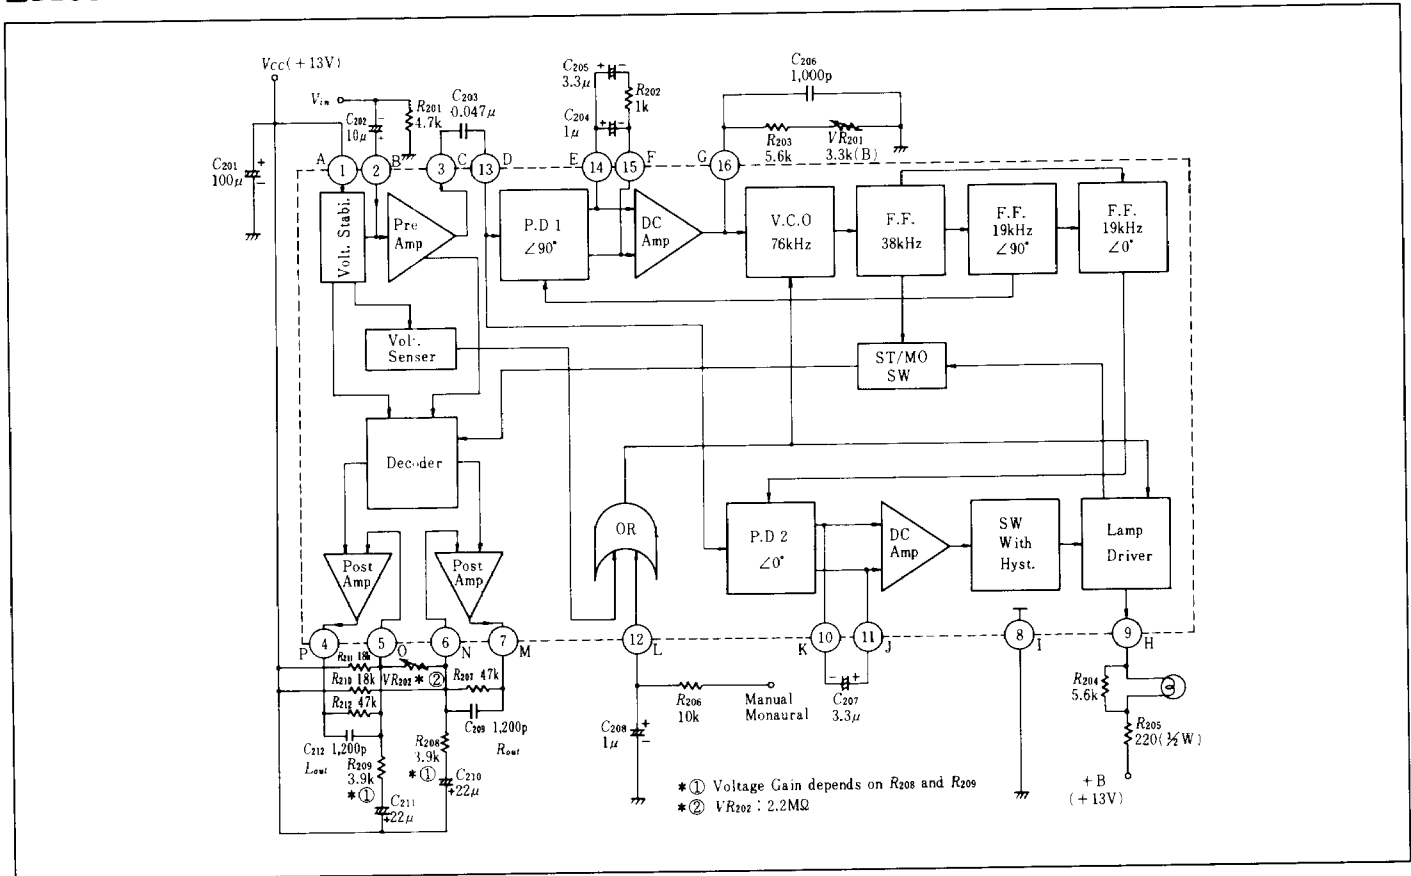 Vcc(+13V)
Vin
C202
10μ
R201
4.7k
C203
0.047μ
C205
3.3μ
R202
1k
C204
1μ
C206
1,000p
R203
5.6k
VR201
3.3k(B)
C201
100μ
A
1
2
B
3
C
13
D
E
14
15
F
G
16
Volt. Stabi.
Pre
Amp
P.D 1
∠90°
DC
Amp
V.C.O
76kHz
F.F.
38kHz
F.F.
19kHz
∠90°
F.F.
19kHz
∠0°
Volt.
Senser
ST/MO
SW
Decoder
OR
P.D 2
∠0°
DC
Amp
SW
With
Hyst.
Lamp
Driver
Post
Amp
Post
Amp
P
4
5
O
6
N
7
M
12
L
K
10
11
J
8
I
9
H
R211 18k
R210 18k
VR202 *②
R212 47k
R207 47k
C209 1,200p
Rout
C212 1,200p
Lout
R209
3.9k
*①
C211
+22μ
R208
3.9k
*①
C210
+22μ
C208
1μ
R206
10k
Manual
Monaural
C207
3.3μ
R204
5.6k
R205
220(½W)
+B
(+13V)
*① Voltage Gain depends on R208 and R209
*② VR202 : 2.2MΩ